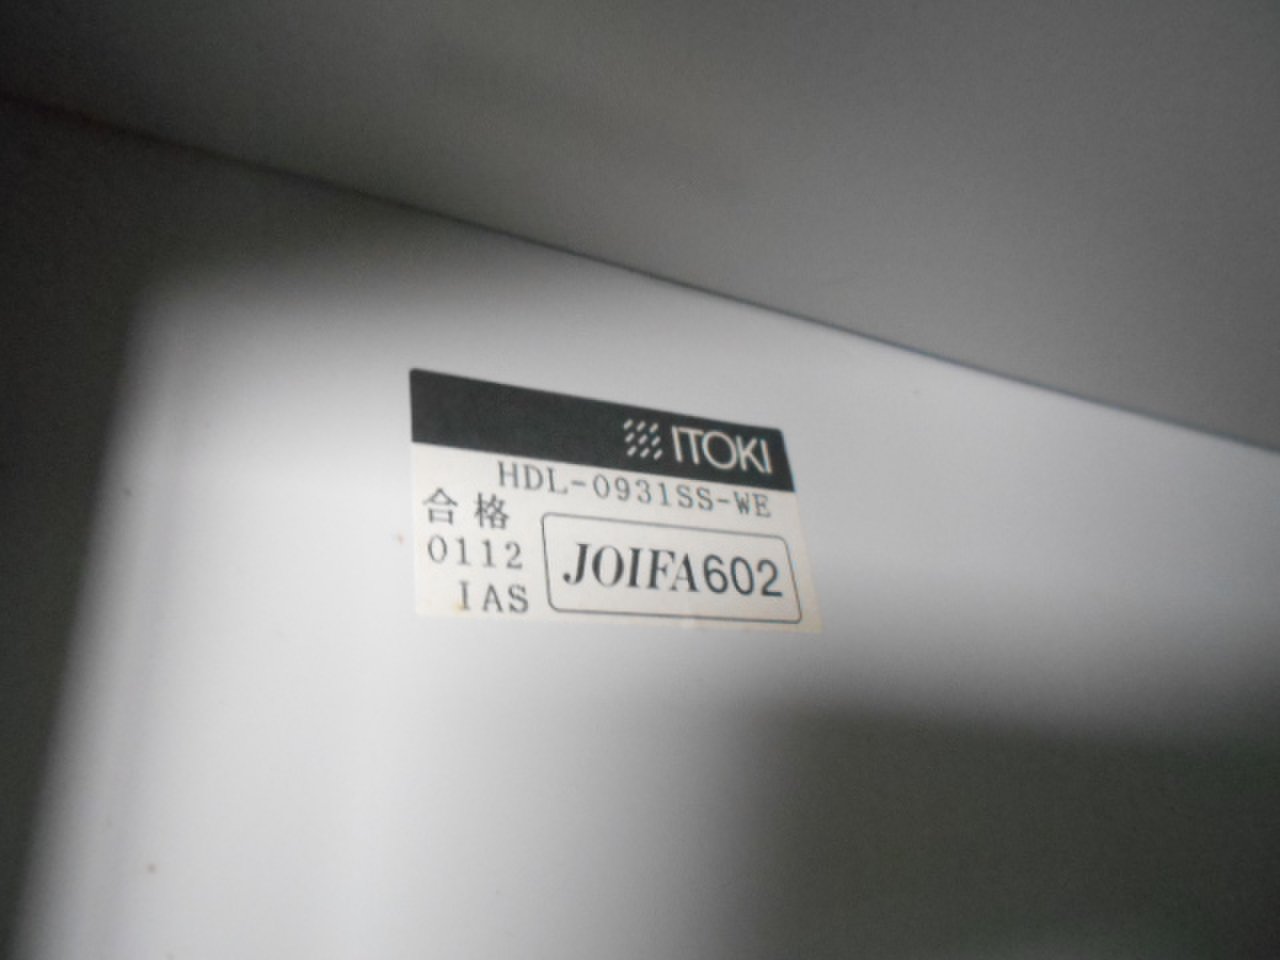 ITOKI
HDL-0931SS-WE
合格
0112
IAS
JOIFA602